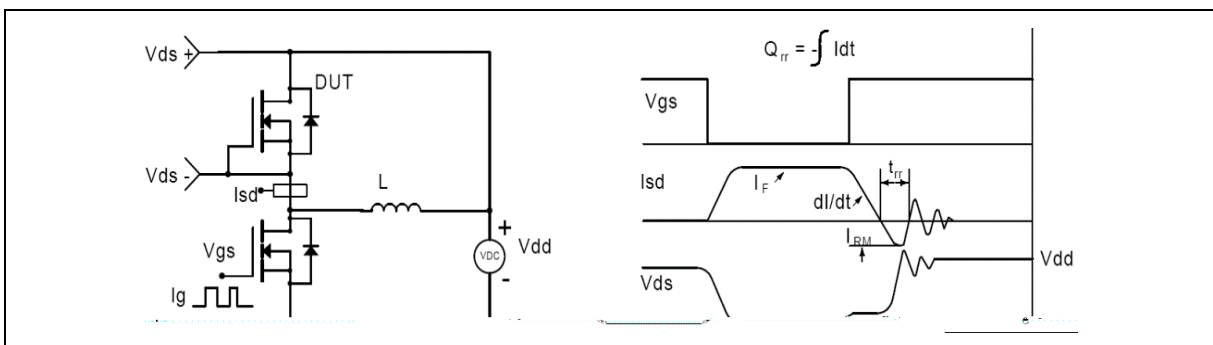 Vds +
DUT
Vds -
Isd
L
Vgs
Ig
+
VDC
-
Vdd
Q_rr = -∫ Idt
Vgs
Isd
I_F
dI/dt
t_rr
I_RM
Vds
Vdd